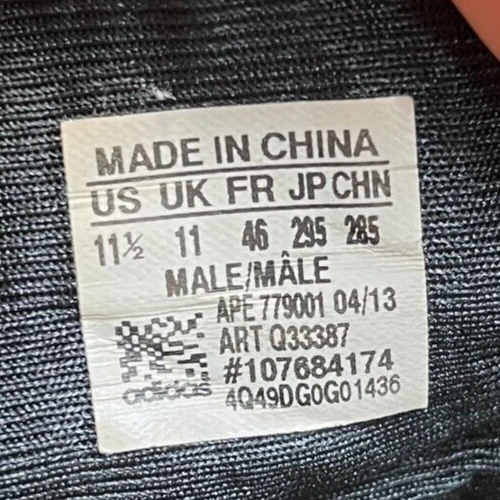 MADE IN CHINA
US UK FR JP CHN
11½ 11 46 295 285
MALE/MÂLE
APE 779001 04/13
ART Q33387
#107684174
adidas 4Q49DG0G01436